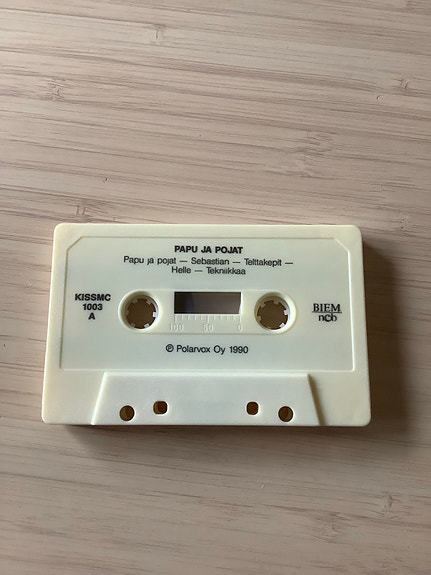 PAPU JA POJAT
Papu ja pojat — Sebastian — Telttakepit —
Helle — Tekniikkaa
KISSMC
1003
A
100 50 0
BIEM
ncb
℗ Polarvox Oy 1990